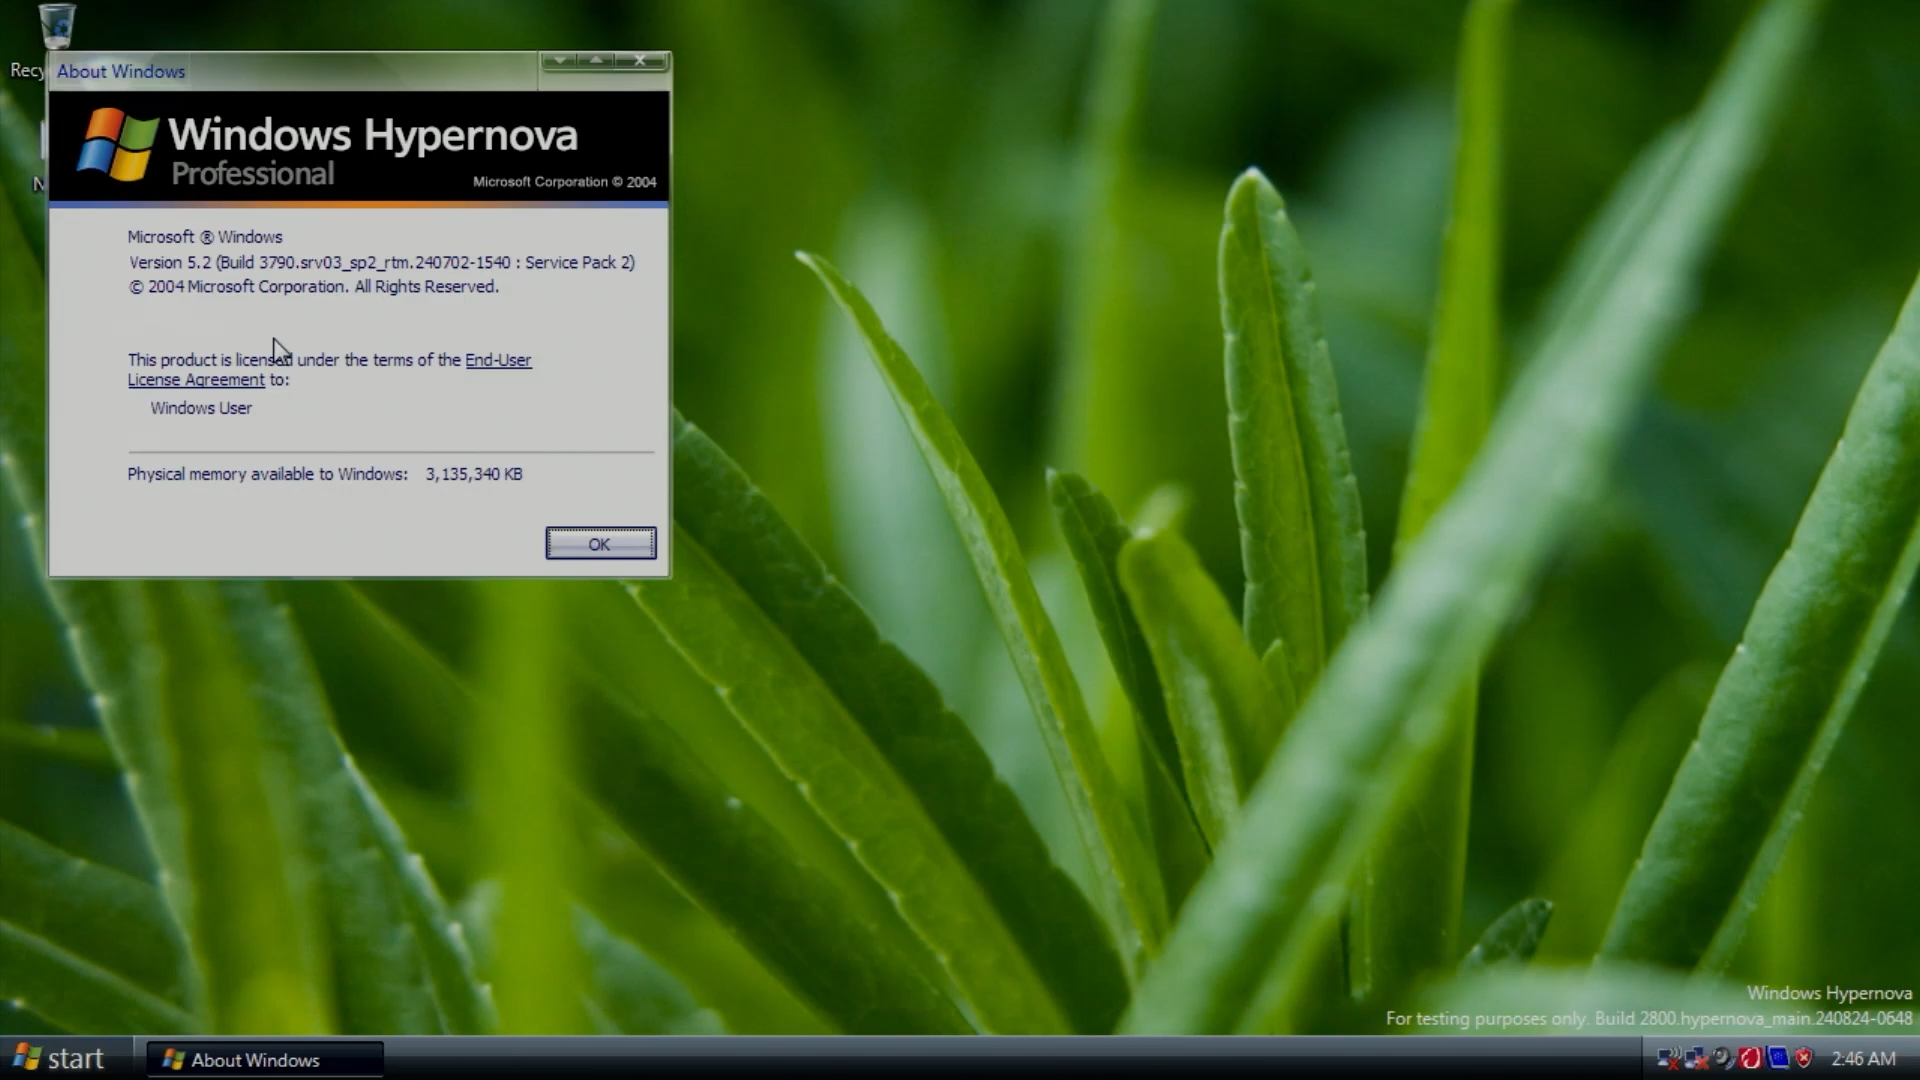 Recy
About Windows
Windows Hypernova
Professional
Microsoft Corporation © 2004
N
Microsoft ® Windows
Version 5.2 (Build 3790.srv03_sp2_rtm.240702-1540 : Service Pack 2)
© 2004 Microsoft Corporation. All Rights Reserved.
This product is licensed under the terms of the End-User
License Agreement to:
Windows User
Physical memory available to Windows: 3,135,340 KB
OK
Windows Hypernova
For testing purposes only. Build 2800.hypernova_main.240824-0648
start
About Windows
2:46 AM